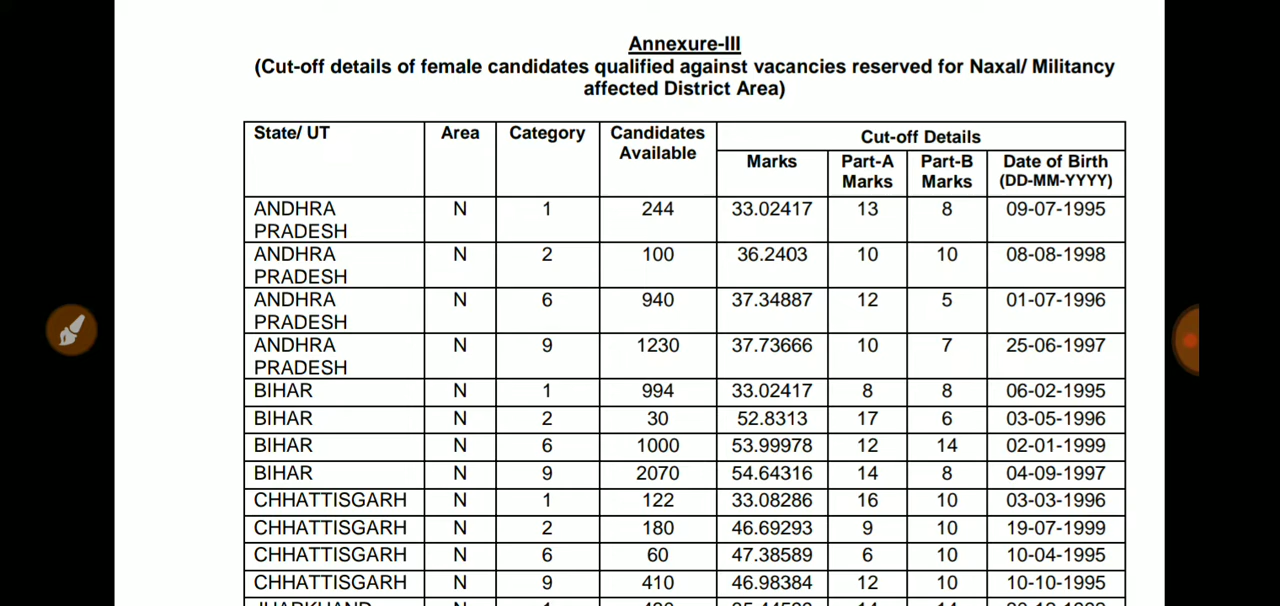 Annexure-III
(Cut-off details of female candidates qualified against vacancies reserved for Naxal/ Militancy
affected District Area)
State/ UT Area Category Candidates Available Cut-off Details
Marks Part-A Marks Part-B Marks Date of Birth (DD-MM-YYYY)
ANDHRA PRADESH N 1 244 33.02417 13 8 09-07-1995
ANDHRA PRADESH N 2 100 36.2403 10 10 08-08-1998
ANDHRA PRADESH N 6 940 37.34887 12 5 01-07-1996
ANDHRA PRADESH N 9 1230 37.73666 10 7 25-06-1997
BIHAR N 1 994 33.02417 8 8 06-02-1995
BIHAR N 2 30 52.8313 17 6 03-05-1996
BIHAR N 6 1000 53.99978 12 14 02-01-1999
BIHAR N 9 2070 54.64316 14 8 04-09-1997
CHHATTISGARH N 1 122 33.08286 16 10 03-03-1996
CHHATTISGARH N 2 180 46.69293 9 10 19-07-1999
CHHATTISGARH N 6 60 47.38589 6 10 10-04-1995
CHHATTISGARH N 9 410 46.98384 12 10 10-10-1995